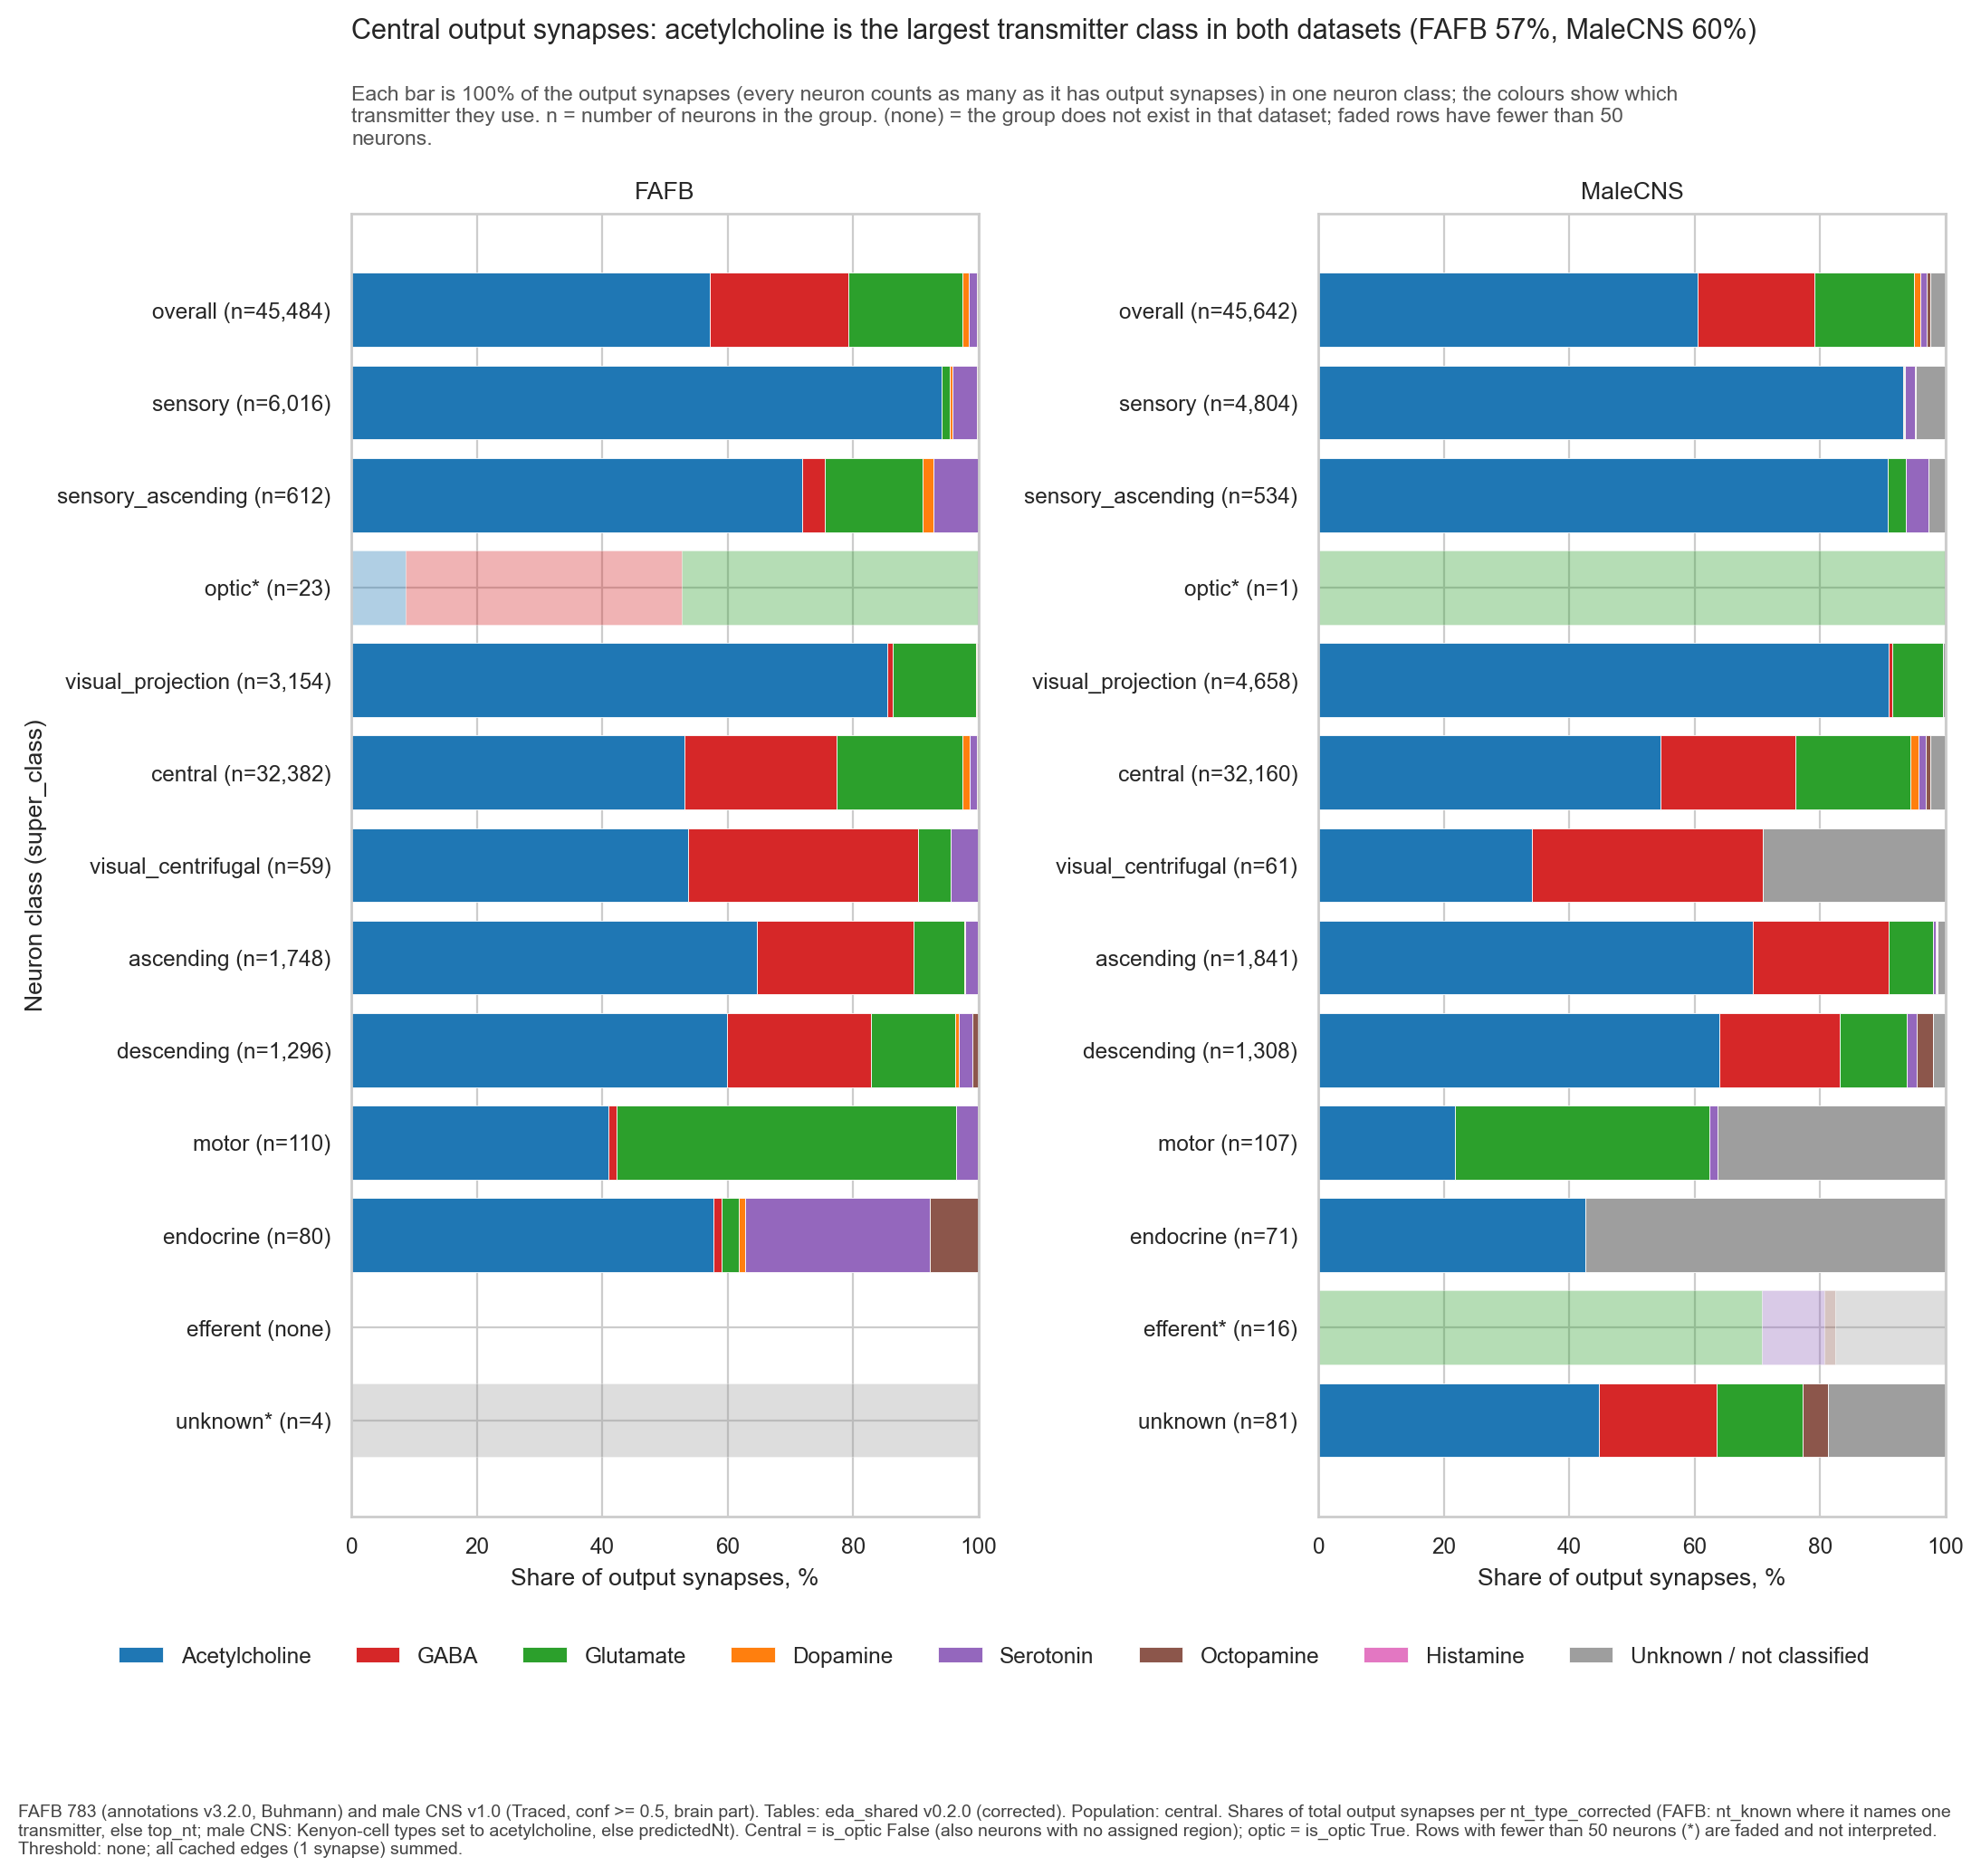 Central output synapses: acetylcholine is the largest transmitter class in both datasets (FAFB 57%, MaleCNS 60%)
Each bar is 100% of the output synapses (every neuron counts as many as it has output synapses) in one neuron class; the colours show which
transmitter they use. n = number of neurons in the group. (none) = the group does not exist in that dataset; faded rows have fewer than 50
neurons.
FAFB
Neuron class (super_class)
overall (n=45,484)
sensory (n=6,016)
sensory_ascending (n=612)
optic* (n=23)
visual_projection (n=3,154)
central (n=32,382)
visual_centrifugal (n=59)
ascending (n=1,748)
descending (n=1,296)
motor (n=110)
endocrine (n=80)
efferent (none)
unknown* (n=4)
0 20 40 60 80 100
Share of output synapses, %
MaleCNS
overall (n=45,642)
sensory (n=4,804)
sensory_ascending (n=534)
optic* (n=1)
visual_projection (n=4,658)
central (n=32,160)
visual_centrifugal (n=61)
ascending (n=1,841)
descending (n=1,308)
motor (n=107)
endocrine (n=71)
efferent* (n=16)
unknown (n=81)
0 20 40 60 80 100
Share of output synapses, %
Acetylcholine GABA Glutamate Dopamine Serotonin Octopamine Histamine Unknown / not classified
FAFB 783 (annotations v3.2.0, Buhmann) and male CNS v1.0 (Traced, conf >= 0.5, brain part). Tables: eda_shared v0.2.0 (corrected). Population: central. Shares of total output synapses per nt_type_corrected (FAFB: nt_known where it names one
transmitter, else top_nt; male CNS: Kenyon-cell types set to acetylcholine, else predictedNt). Central = is_optic False (also neurons with no assigned region); optic = is_optic True. Rows with fewer than 50 neurons (*) are faded and not interpreted.
Threshold: none; all cached edges (1 synapse) summed.